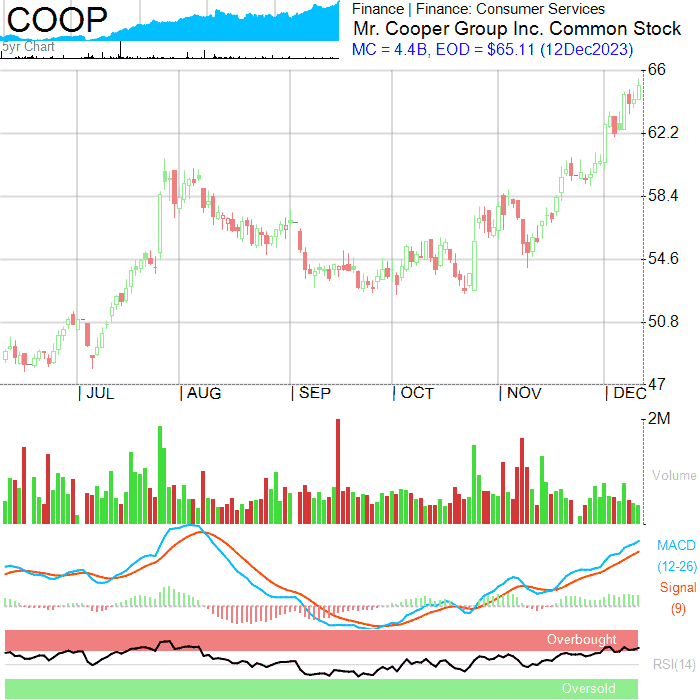 COOP
5yr Chart
Finance | Finance: Consumer Services
Mr. Cooper Group Inc. Common Stock
MC = 4.4B, EOD = $65.11 (12Dec2023)
66
62.2
58.4
54.6
50.8
47
| JUL | AUG | SEP | OCT | NOV | DEC
2M
Volume
MACD
(12-26)
Signal
(9)
Overbought
RSI(14)
Oversold